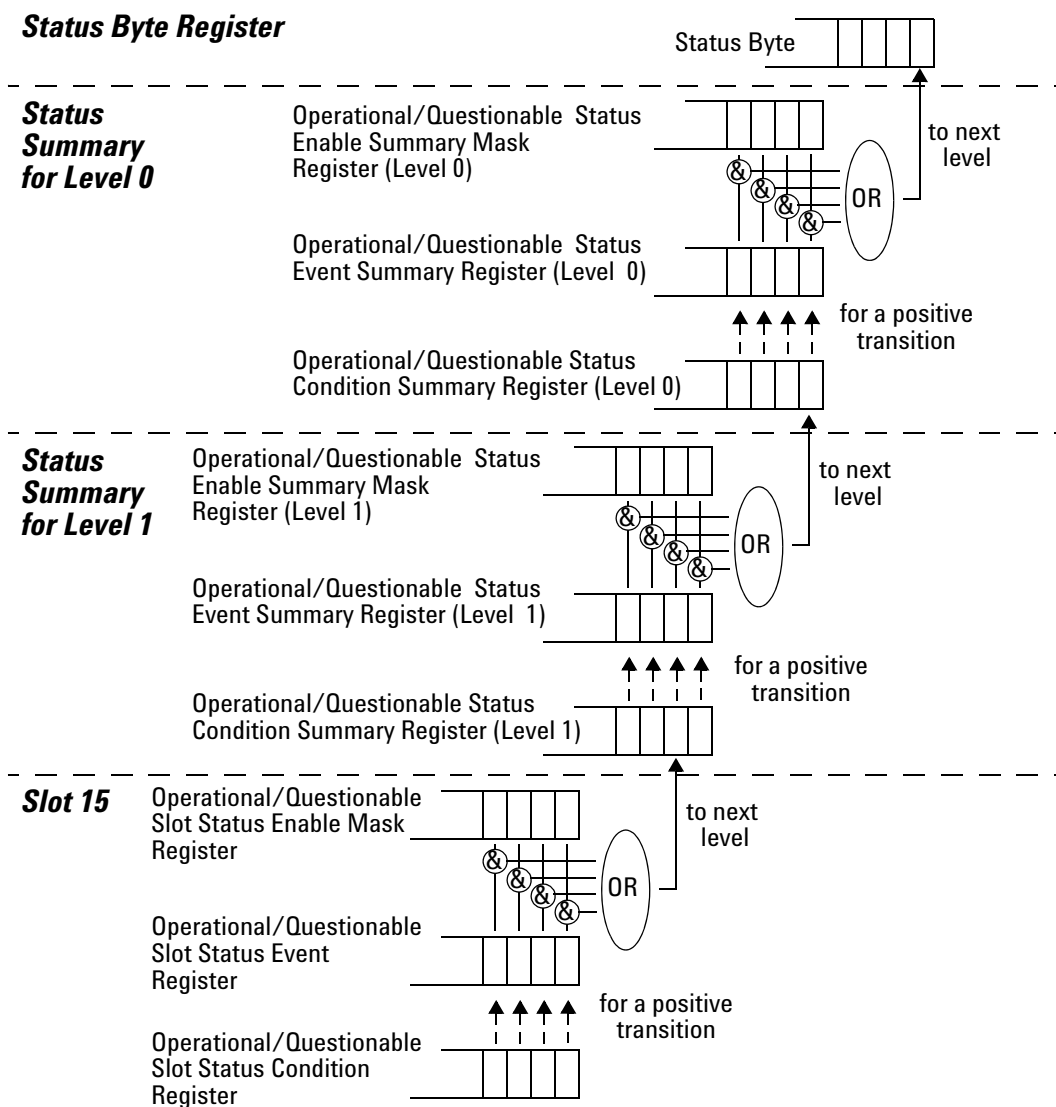 Status Byte Register
Status Byte
Status
Summary
for Level 0
Operational/Questionable Status
Enable Summary Mask
Register (Level 0)
to next
level
&
&
&
&
OR
Operational/Questionable Status
Event Summary Register (Level 0)
for a positive
transition
Operational/Questionable Status
Condition Summary Register (Level 0)
Status
Summary
for Level 1
Operational/Questionable Status
Enable Summary Mask
Register (Level 1)
to next
level
&
&
&
&
OR
Operational/Questionable Status
Event Summary Register (Level 1)
for a positive
transition
Operational/Questionable Status
Condition Summary Register (Level 1)
Slot 15
Operational/Questionable
Slot Status Enable Mask
Register
to next
level
&
&
&
&
OR
Operational/Questionable
Slot Status Event
Register
for a positive
transition
Operational/Questionable
Slot Status Condition
Register